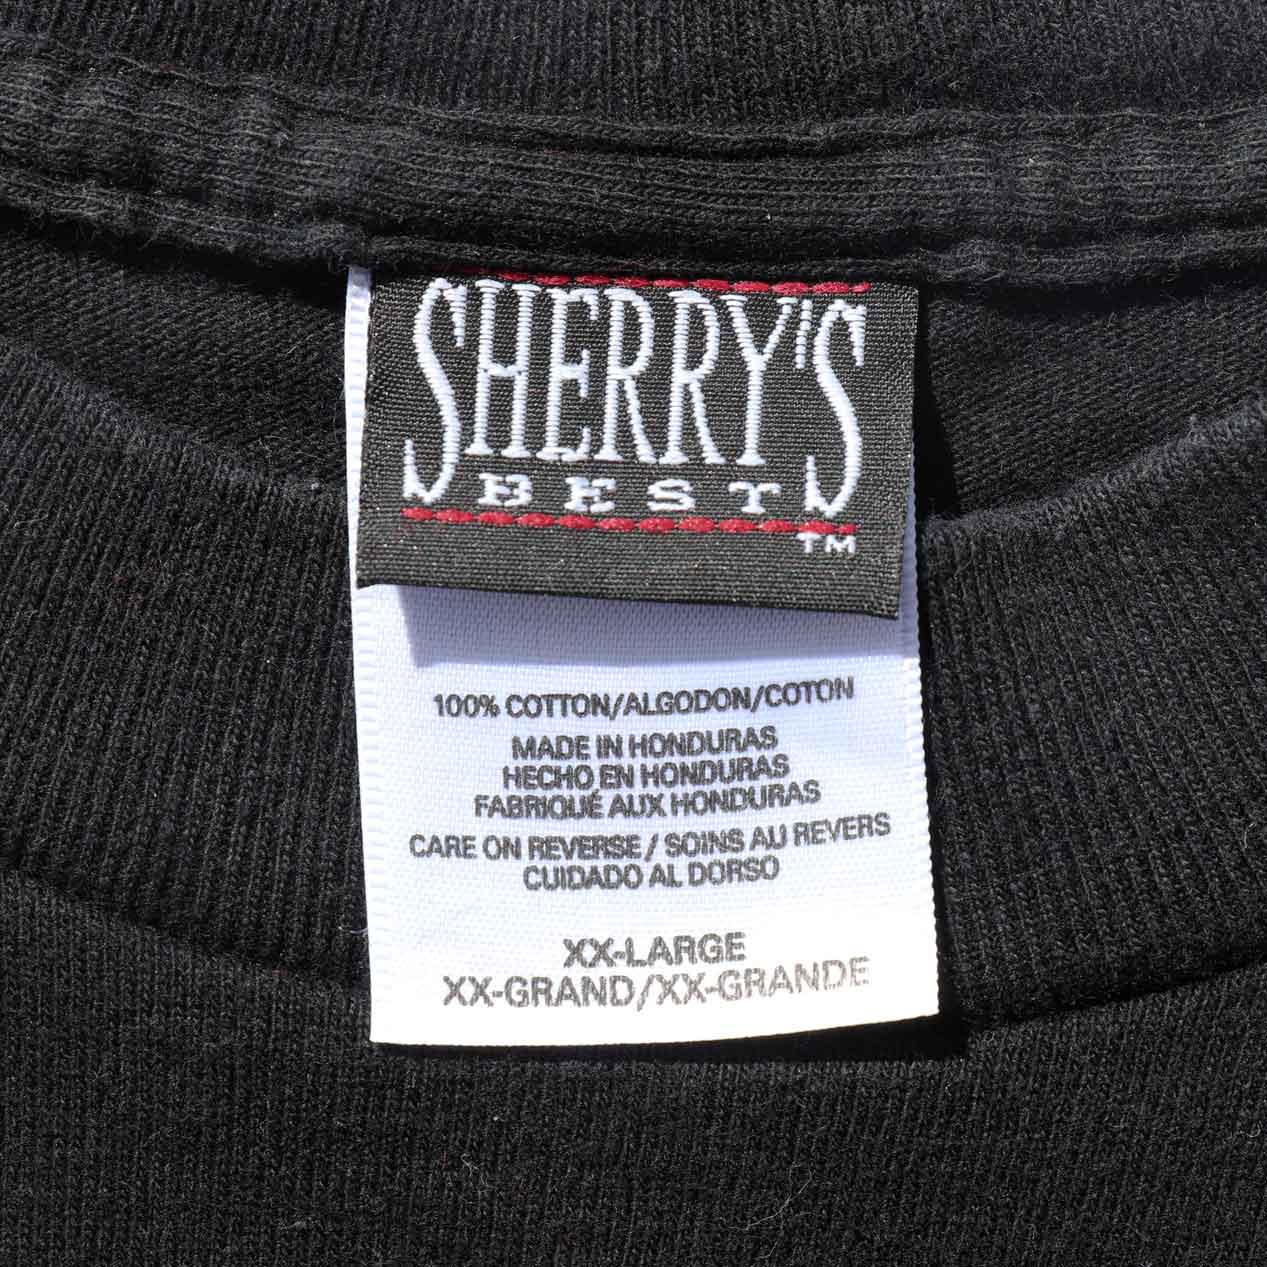 SHERRY'S
BEST
TM
100% COTTON/ALGODON/COTON
MADE IN HONDURAS
HECHO EN HONDURAS
FABRIQUÉ AUX HONDURAS
CARE ON REVERSE / SOINS AU REVERS
CUIDADO AL DORSO
XX-LARGE
XX-GRAND/XX-GRANDE